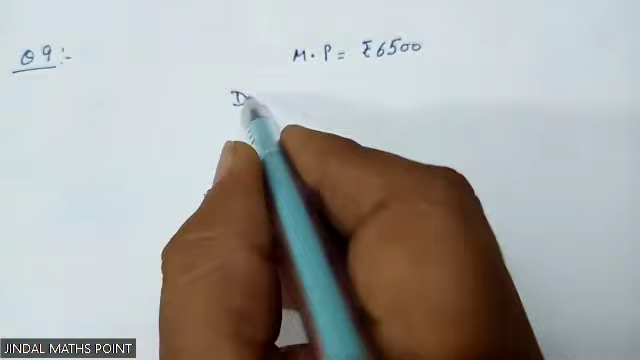 Q9:-
M.P = ₹6500
D
JINDAL MATHS POINT